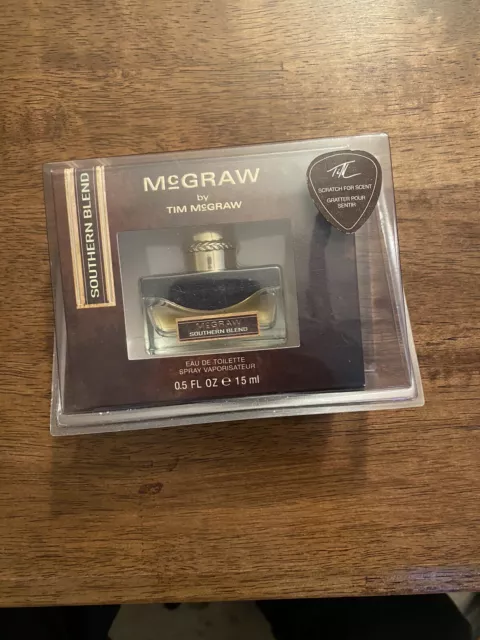 McGRAW
by
TIM McGRAW
SOUTHERN BLEND
SCRATCH FOR SCENT
GRATTER POUR
SENTIR
McGRAW
SOUTHERN BLEND
EAU DE TOILETTE
SPRAY VAPORISATEUR
0.5 FL OZ ℮ 15 ml